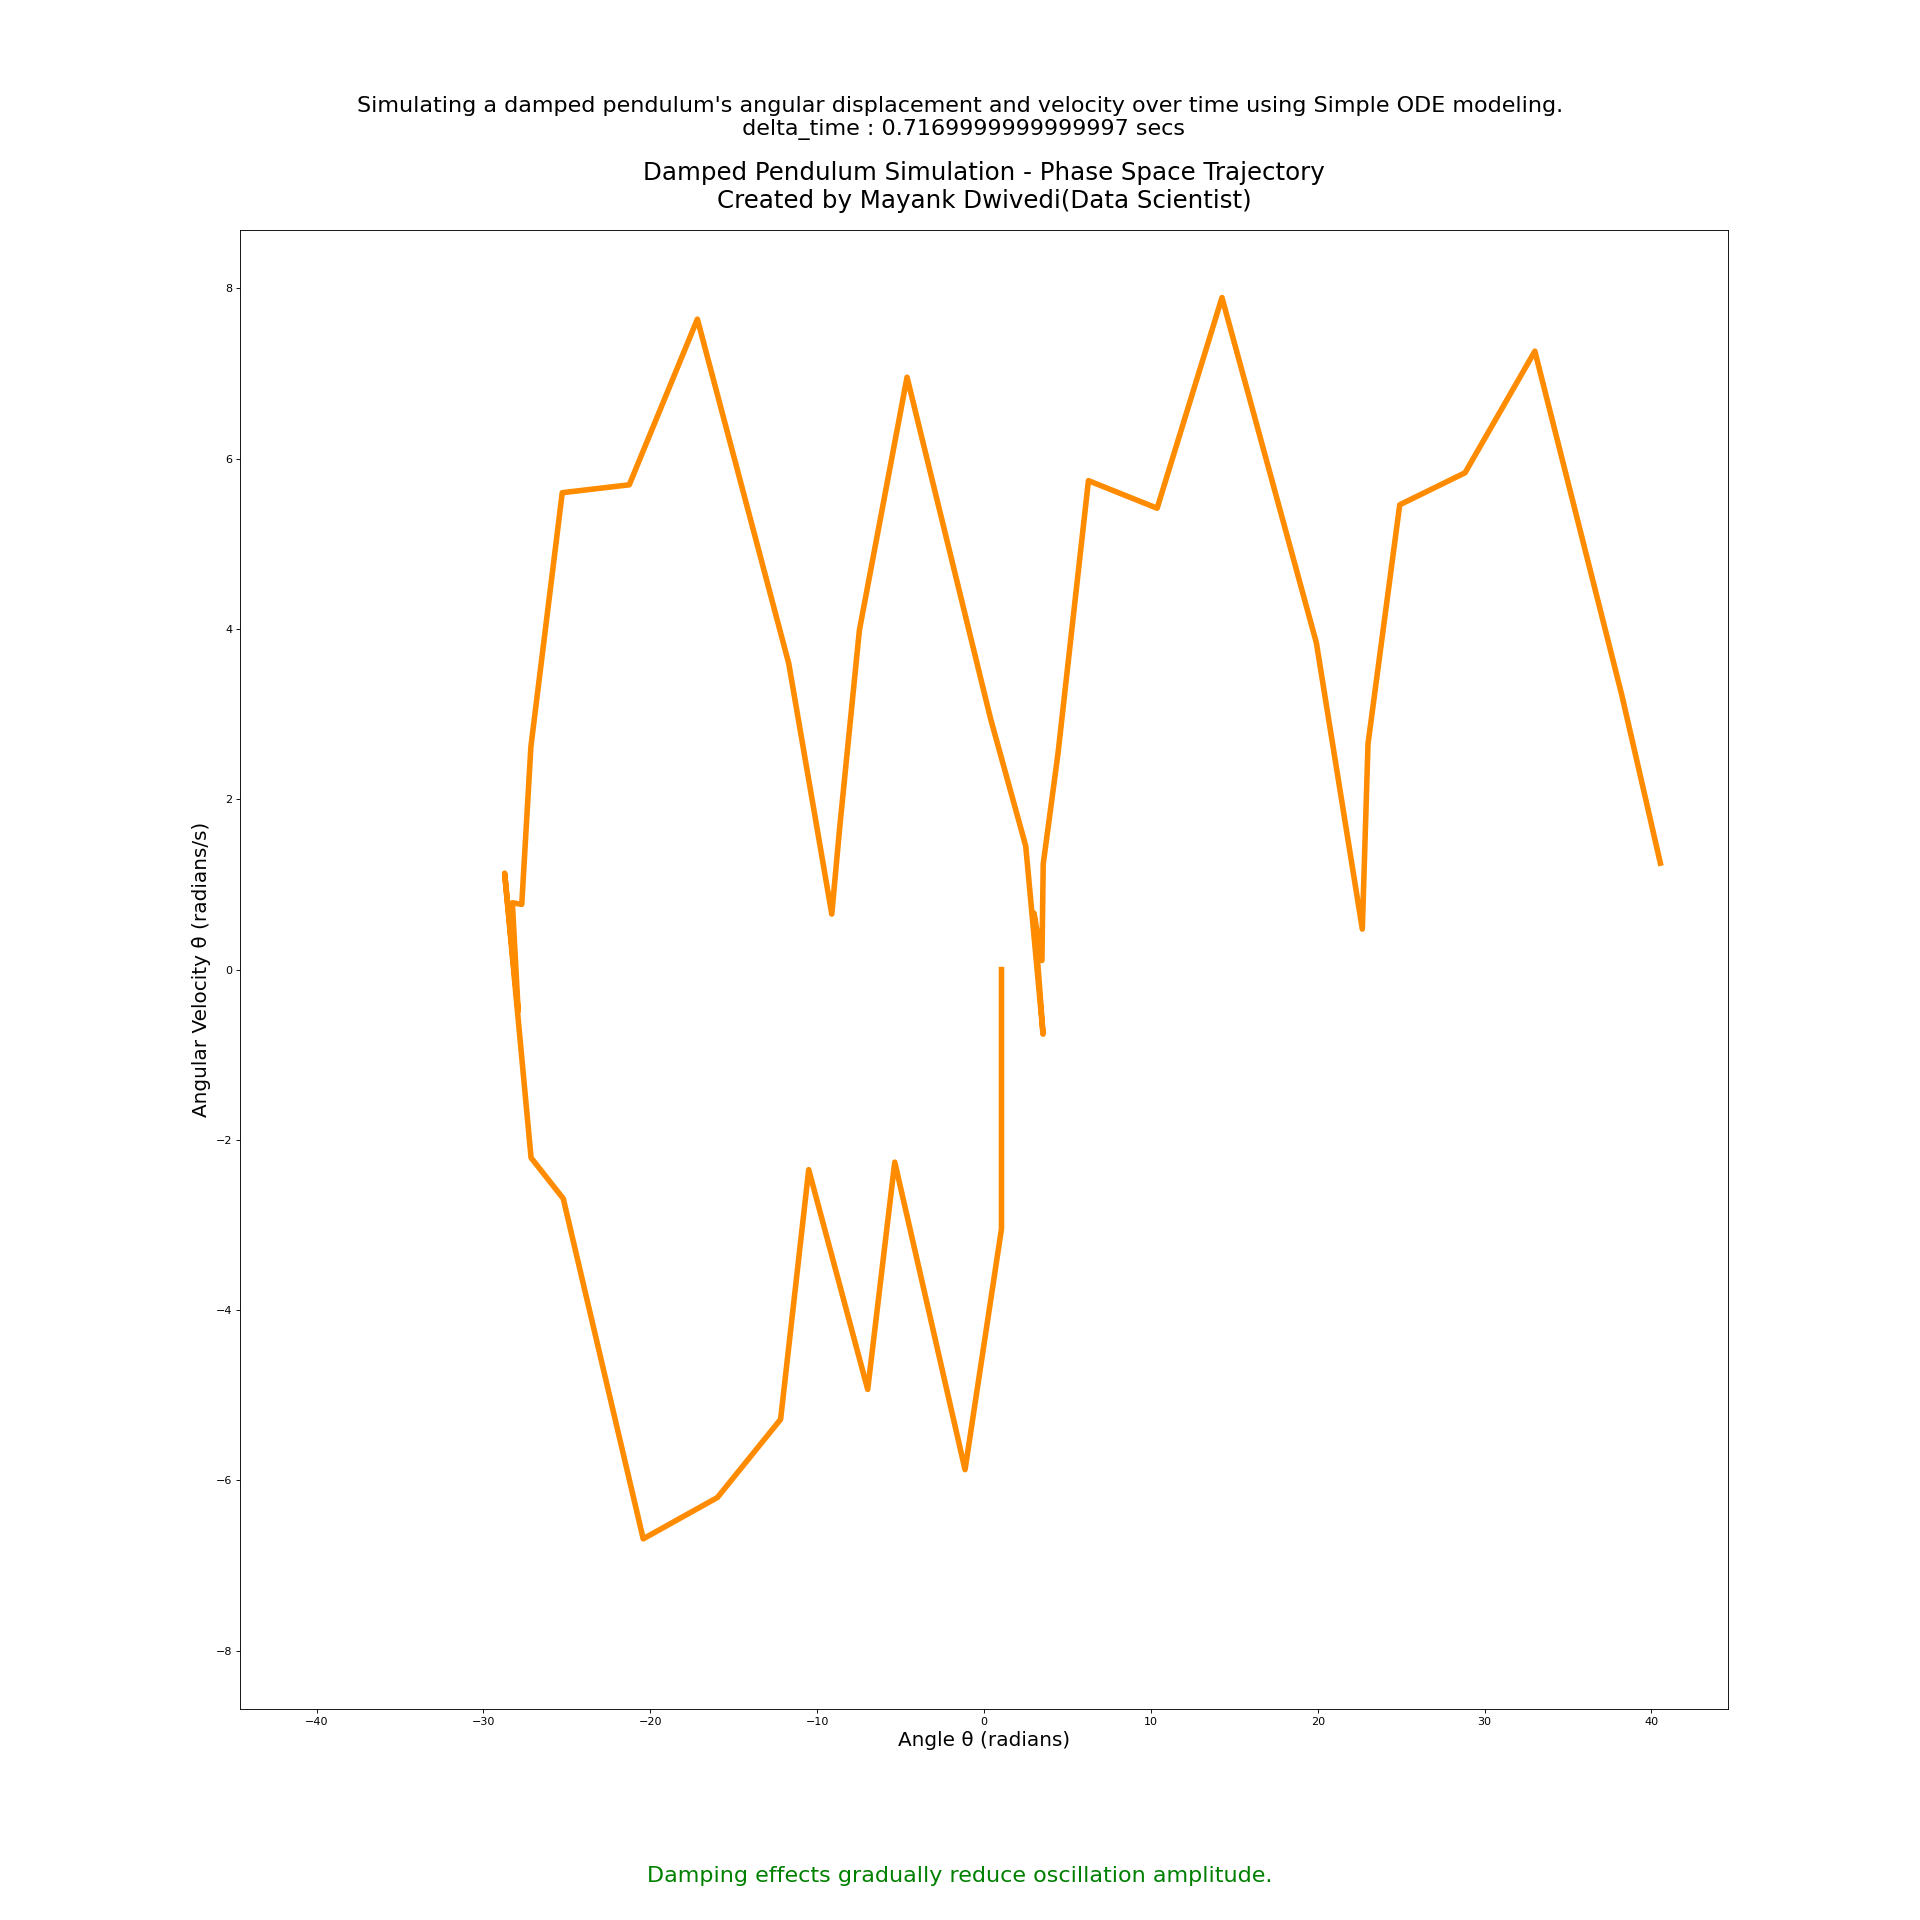 Simulating a damped pendulum's angular displacement and velocity over time using Simple ODE modeling.
delta_time : 0.7169999999999997 secs
Damped Pendulum Simulation - Phase Space Trajectory
Created by Mayank Dwivedi(Data Scientist)
8
6
4
2
0
−2
−4
−6
−8
Angular Velocity θ (radians/s)
−40 −30 −20 −10 0 10 20 30 40
Angle θ (radians)
Damping effects gradually reduce oscillation amplitude.